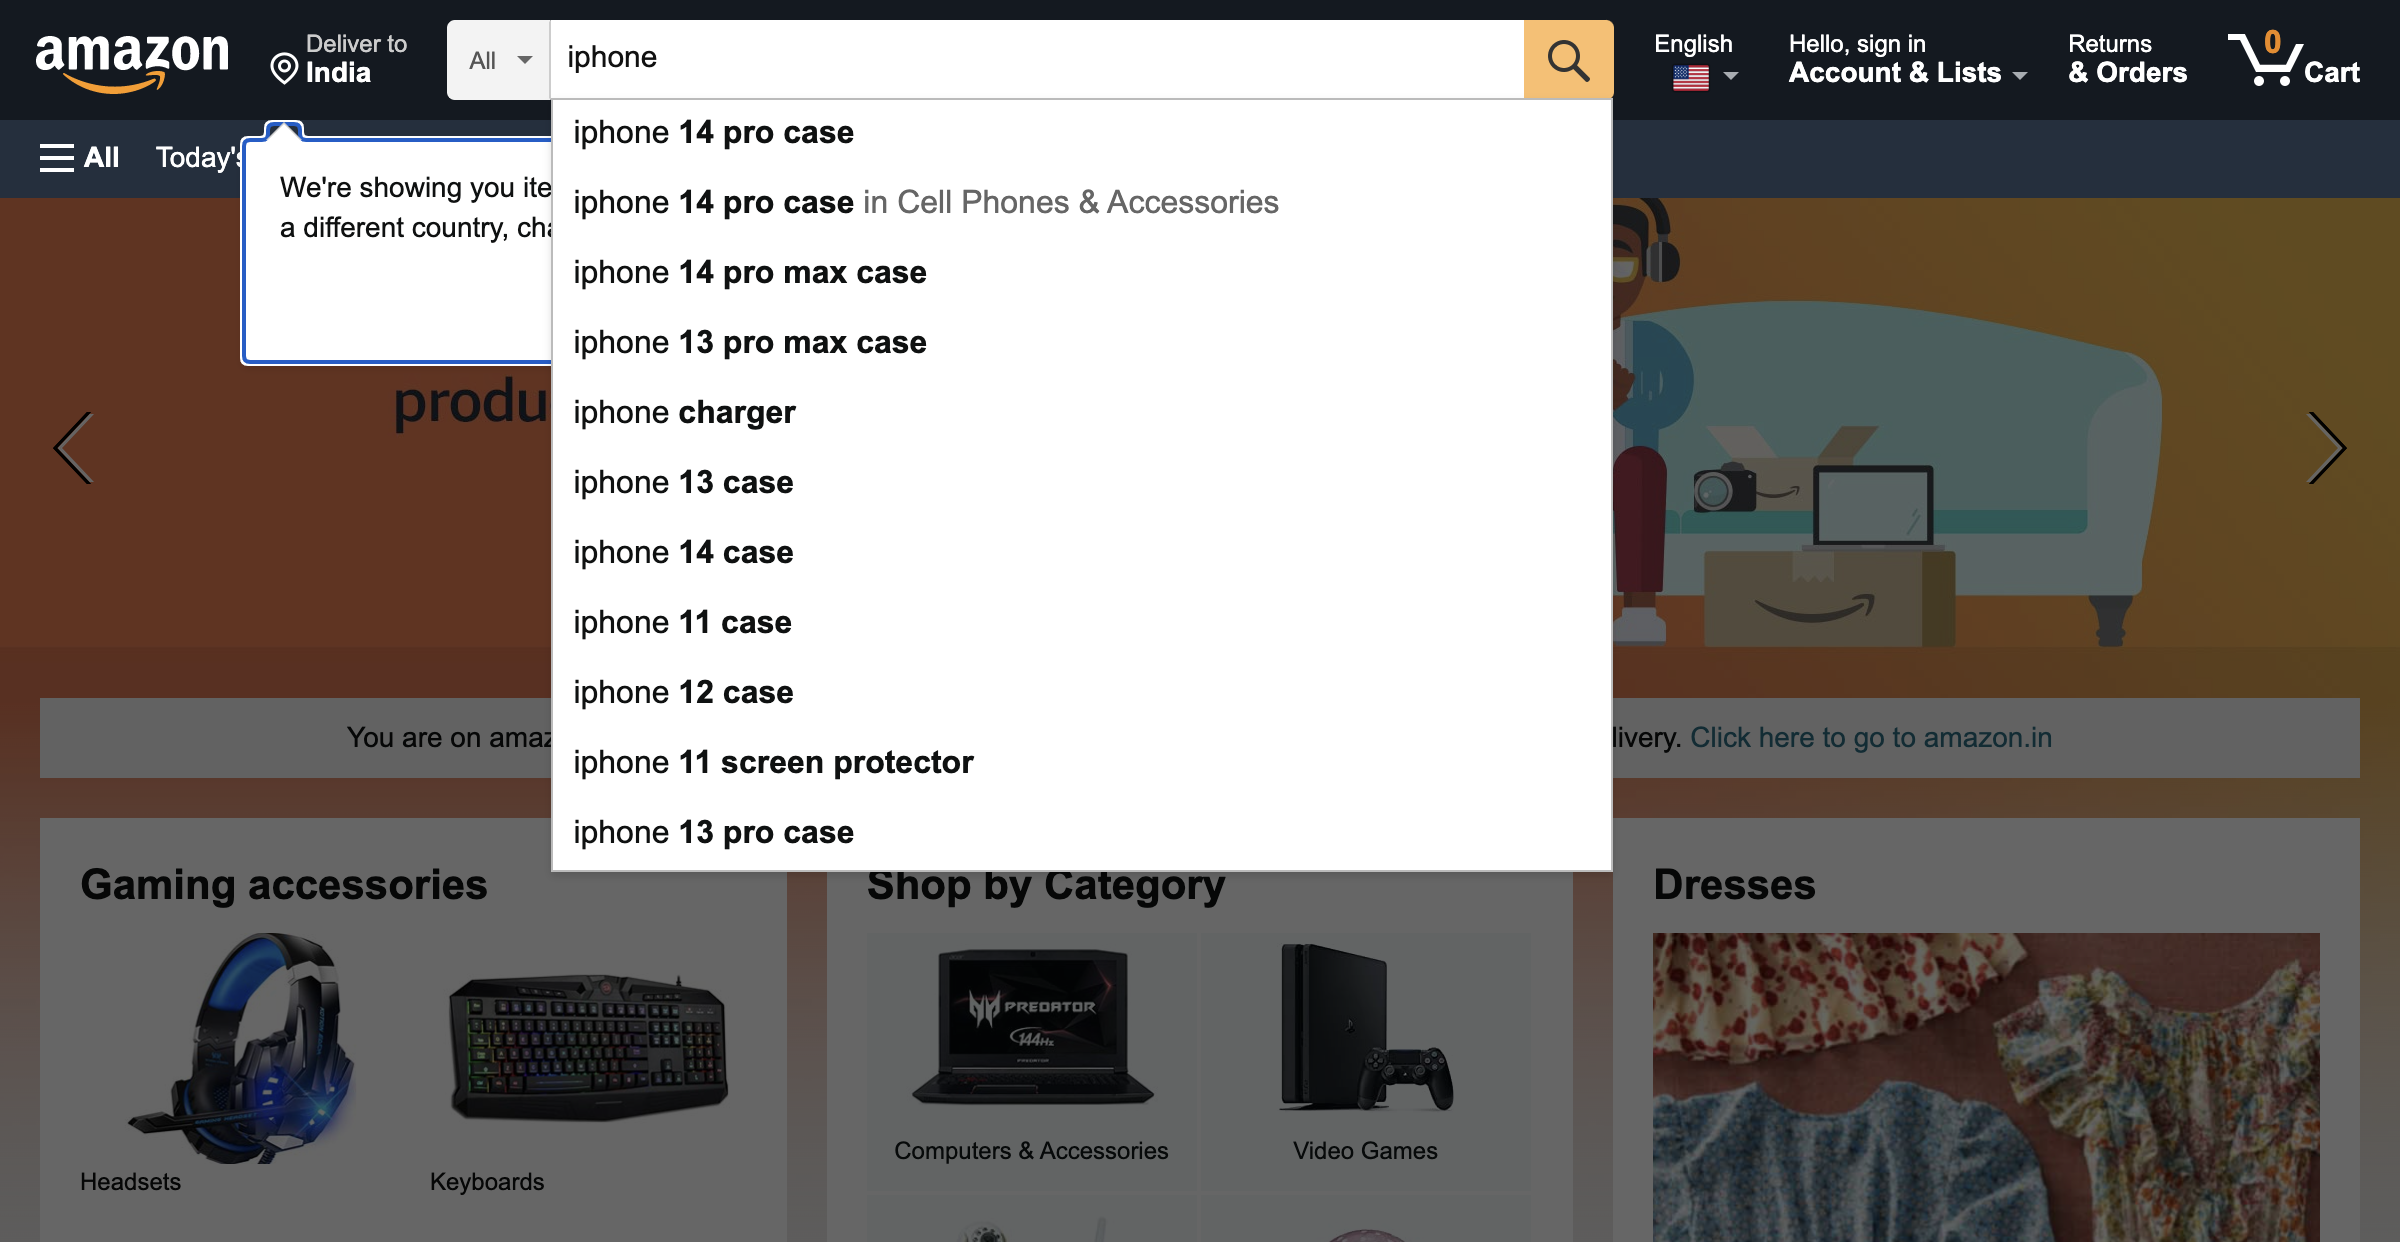 amazon
Deliver to
India
All
iphone
English
Hello, sign in
Account & Lists
Returns
& Orders
0
Cart
All
Today's
We're showing you ite
a different country, cha
iphone 14 pro case
iphone 14 pro case in Cell Phones & Accessories
iphone 14 pro max case
iphone 13 pro max case
iphone charger
iphone 13 case
iphone 14 case
iphone 11 case
iphone 12 case
iphone 11 screen protector
iphone 13 pro case
produ
You are on amaz
livery. Click here to go to amazon.in
Gaming accessories
Headsets
Keyboards
Shop by Category
PREDATOR
144Hz
PREDATOR
Computers & Accessories
Video Games
Dresses